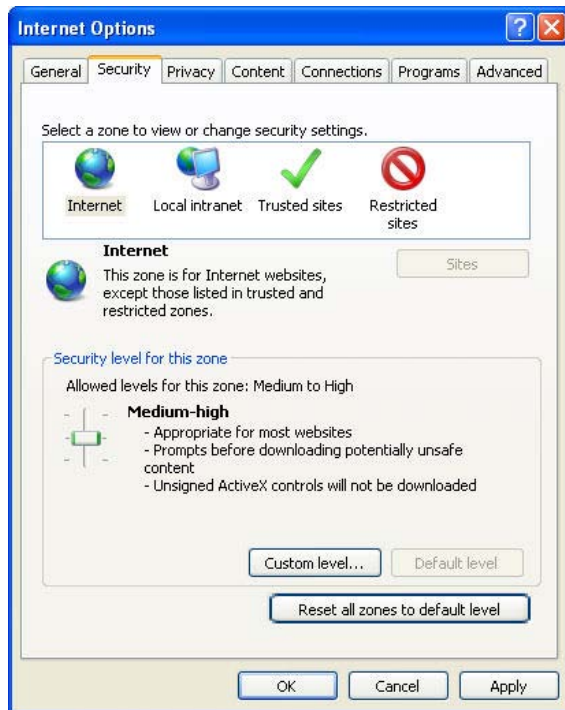 Internet Options
General Security Privacy Content Connections Programs Advanced
Select a zone to view or change security settings.
Internet Local intranet Trusted sites Restricted
sites
Internet
Sites
This zone is for Internet websites,
except those listed in trusted and
restricted zones.
Security level for this zone
Allowed levels for this zone: Medium to High
Medium-high
- Appropriate for most websites
- Prompts before downloading potentially unsafe
content
- Unsigned ActiveX controls will not be downloaded
Custom level... Default level
Reset all zones to default level
OK Cancel Apply